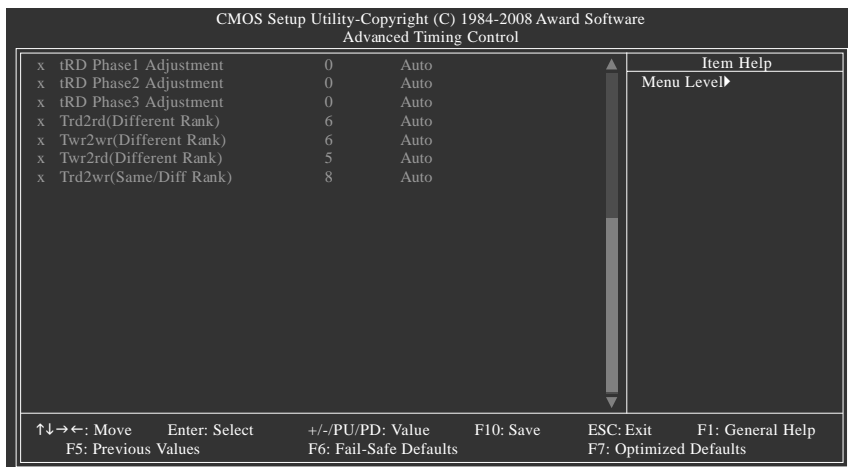 CMOS Setup Utility-Copyright (C) 1984-2008 Award Software
Advanced Timing Control
x tRD Phase1 Adjustment 0 Auto
x tRD Phase2 Adjustment 0 Auto
x tRD Phase3 Adjustment 0 Auto
x Trd2rd(Different Rank) 6 Auto
x Twr2wr(Different Rank) 6 Auto
x Twr2rd(Different Rank) 5 Auto
x Trd2wr(Same/Diff Rank) 8 Auto
Item Help
Menu Level▶
↑↓→←: Move Enter: Select +/-/PU/PD: Value F10: Save ESC: Exit F1: General Help
F5: Previous Values F6: Fail-Safe Defaults F7: Optimized Defaults